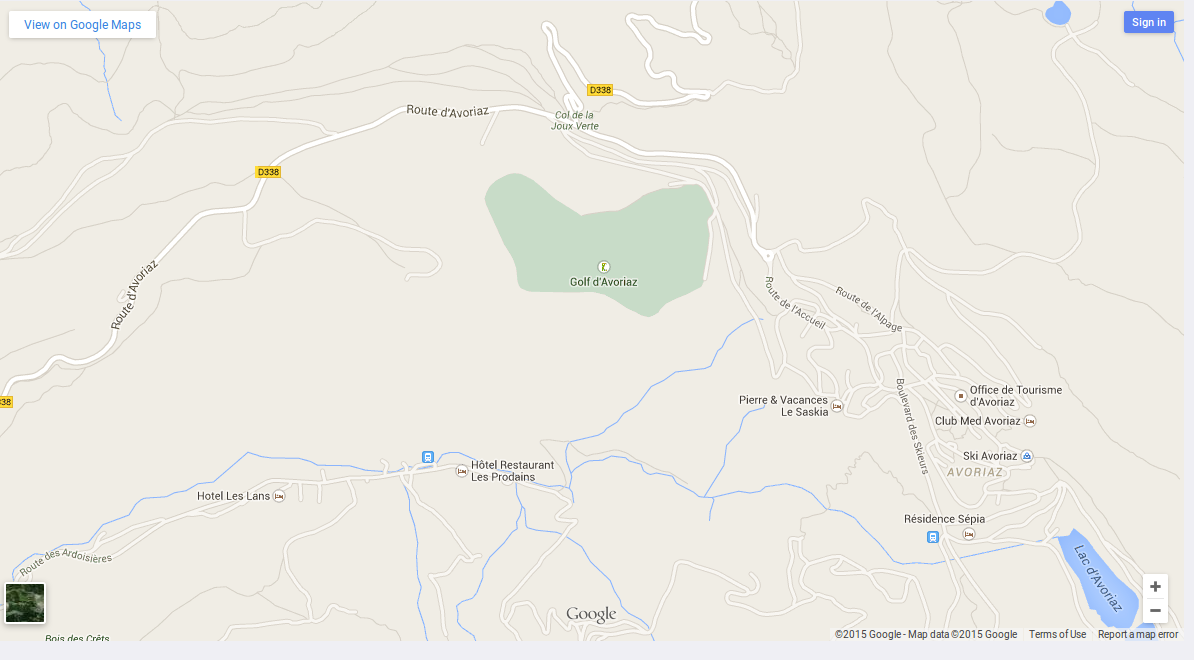 View on Google Maps
Sign in
D338
Route d'Avoriaz
Col de la
Joux Verte
D338
Golf d'Avoriaz
Route d'Avoriaz
Route de l'Accueil
Route de l'Alpage
Office de Tourisme
d'Avoriaz
Pierre & Vacances
Le Saskia
Boulevard des Skieurs
Club Med Avoriaz
338
Ski Avoriaz
AVORIAZ
Hôtel Restaurant
Les Prodains
Hotel Les Lans
Résidence Sépia
Route des Ardoisières
Lac d'Avoriaz
+
−
Google
Bois des Crêts
©2015 Google - Map data ©2015 Google
Terms of Use
Report a map error